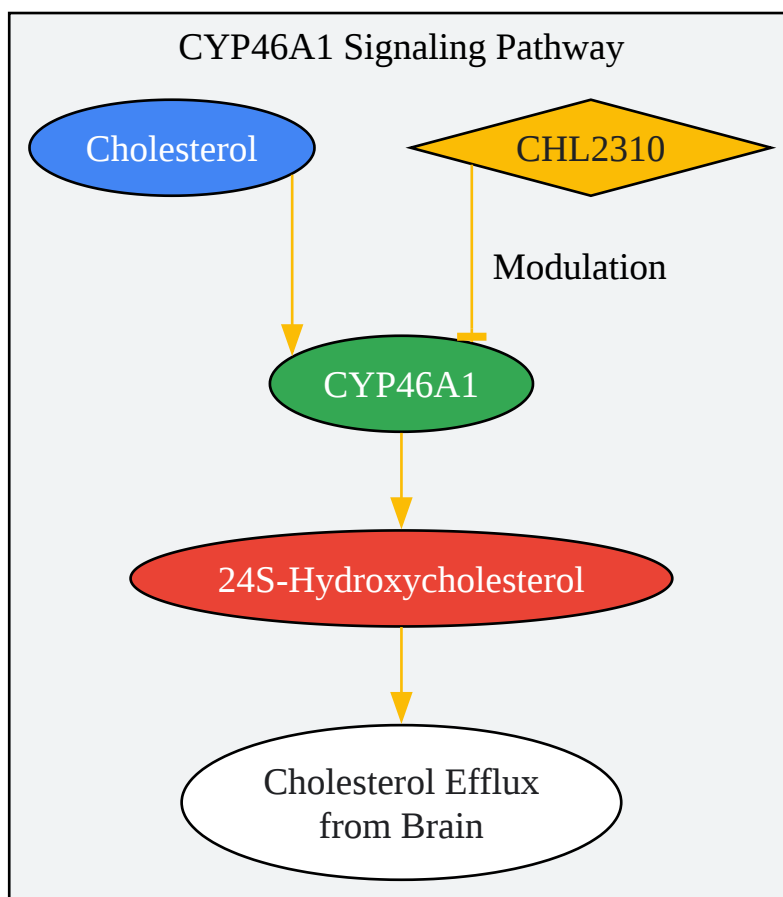 CYP46A1 Signaling Pathway
Cholesterol
CHL2310
Modulation
CYP46A1
24S-Hydroxycholesterol
Cholesterol Efflux
from Brain